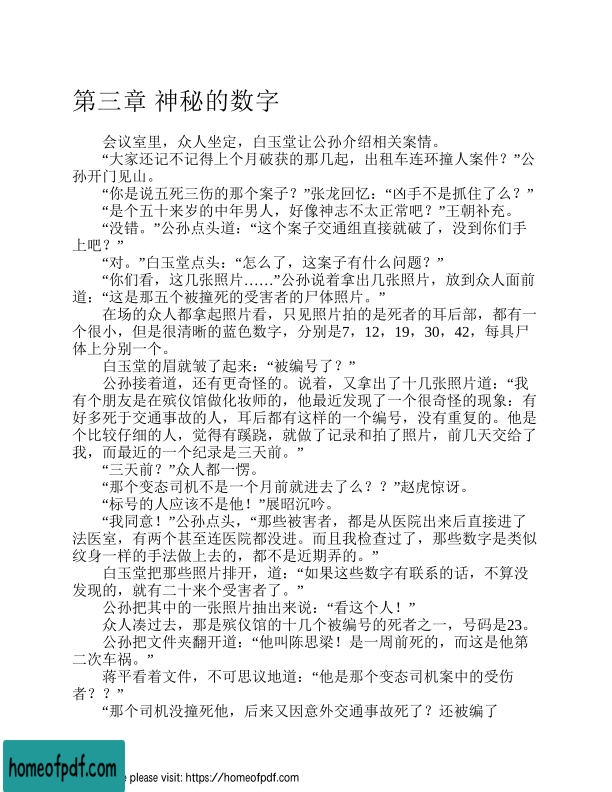 第三章 神秘的数字
会议室里，众人坐定，白玉堂让公孙介绍相关案情。
“大家还记不记得上个月破获的那几起，出租车连环撞人案件？”公
孙开门见山。
“你是说五死三伤的那个案子？”张龙回忆：“凶手不是抓住了么？”
“是个五十来岁的中年男人，好像神志不太正常吧？”王朝补充。
“没错。”公孙点头道：“这个案子交通组直接就破了，没到你们手
上吧？”
“对。”白玉堂点头：“怎么了，这案子有什么问题？”
“你们看，这几张照片……”公孙说着拿出几张照片，放到众人面前
道：“这是那五个被撞死的受害者的尸体照片。”
在场的众人都拿起照片看，只见照片拍的是死者的耳后部，都有一
个很小，但是很清晰的蓝色数字，分别是7，12，19，30，42，每具尸
体上分别一个。
白玉堂的眉就皱了起来：“被编号了？”
公孙接着道，还有更奇怪的。说着，又拿出了十几张照片道：“我
有个朋友是在殡仪馆做化妆师的，他最近发现了一个很奇怪的现象：有
好多死于交通事故的人，耳后都有这样的一个编号，没有重复的。他是
个比较仔细的人，觉得有蹊跷，就做了记录和拍了照片，前几天交给了
我，而最近的一个纪录是三天前。”
“三天前？”众人都一愣。
“那个变态司机不是一个月前就进去了么？？”赵虎惊讶。
“标号的人应该不是他！”展昭沉吟。
“我同意！”公孙点头，“那些被害者，都是从医院出来后直接进了
法医室，有两个甚至连医院都没进。而且我检查过了，那些数字是类似
纹身一样的手法做上去的，都不是近期弄的。”
白玉堂把那些照片排开，道：“如果这些数字有联系的话，不算没
发现的，就有二十来个受害者了。”
公孙把其中的一张照片抽出来说：“看这个人！”
众人凑过去，那是殡仪馆的十几个被编号的死者之一，号码是23。
公孙把文件夹翻开道：“他叫陈思梁！是一周前死的，而这是他第
二次车祸。”
蒋平看着文件，不可思议地道：“他是那个变态司机案中的受伤
者？？”
“那个司机没撞死他，后来又因意外交通事故死了？还被编了
homeofpdf.com
e please visit: https://homeofpdf.com